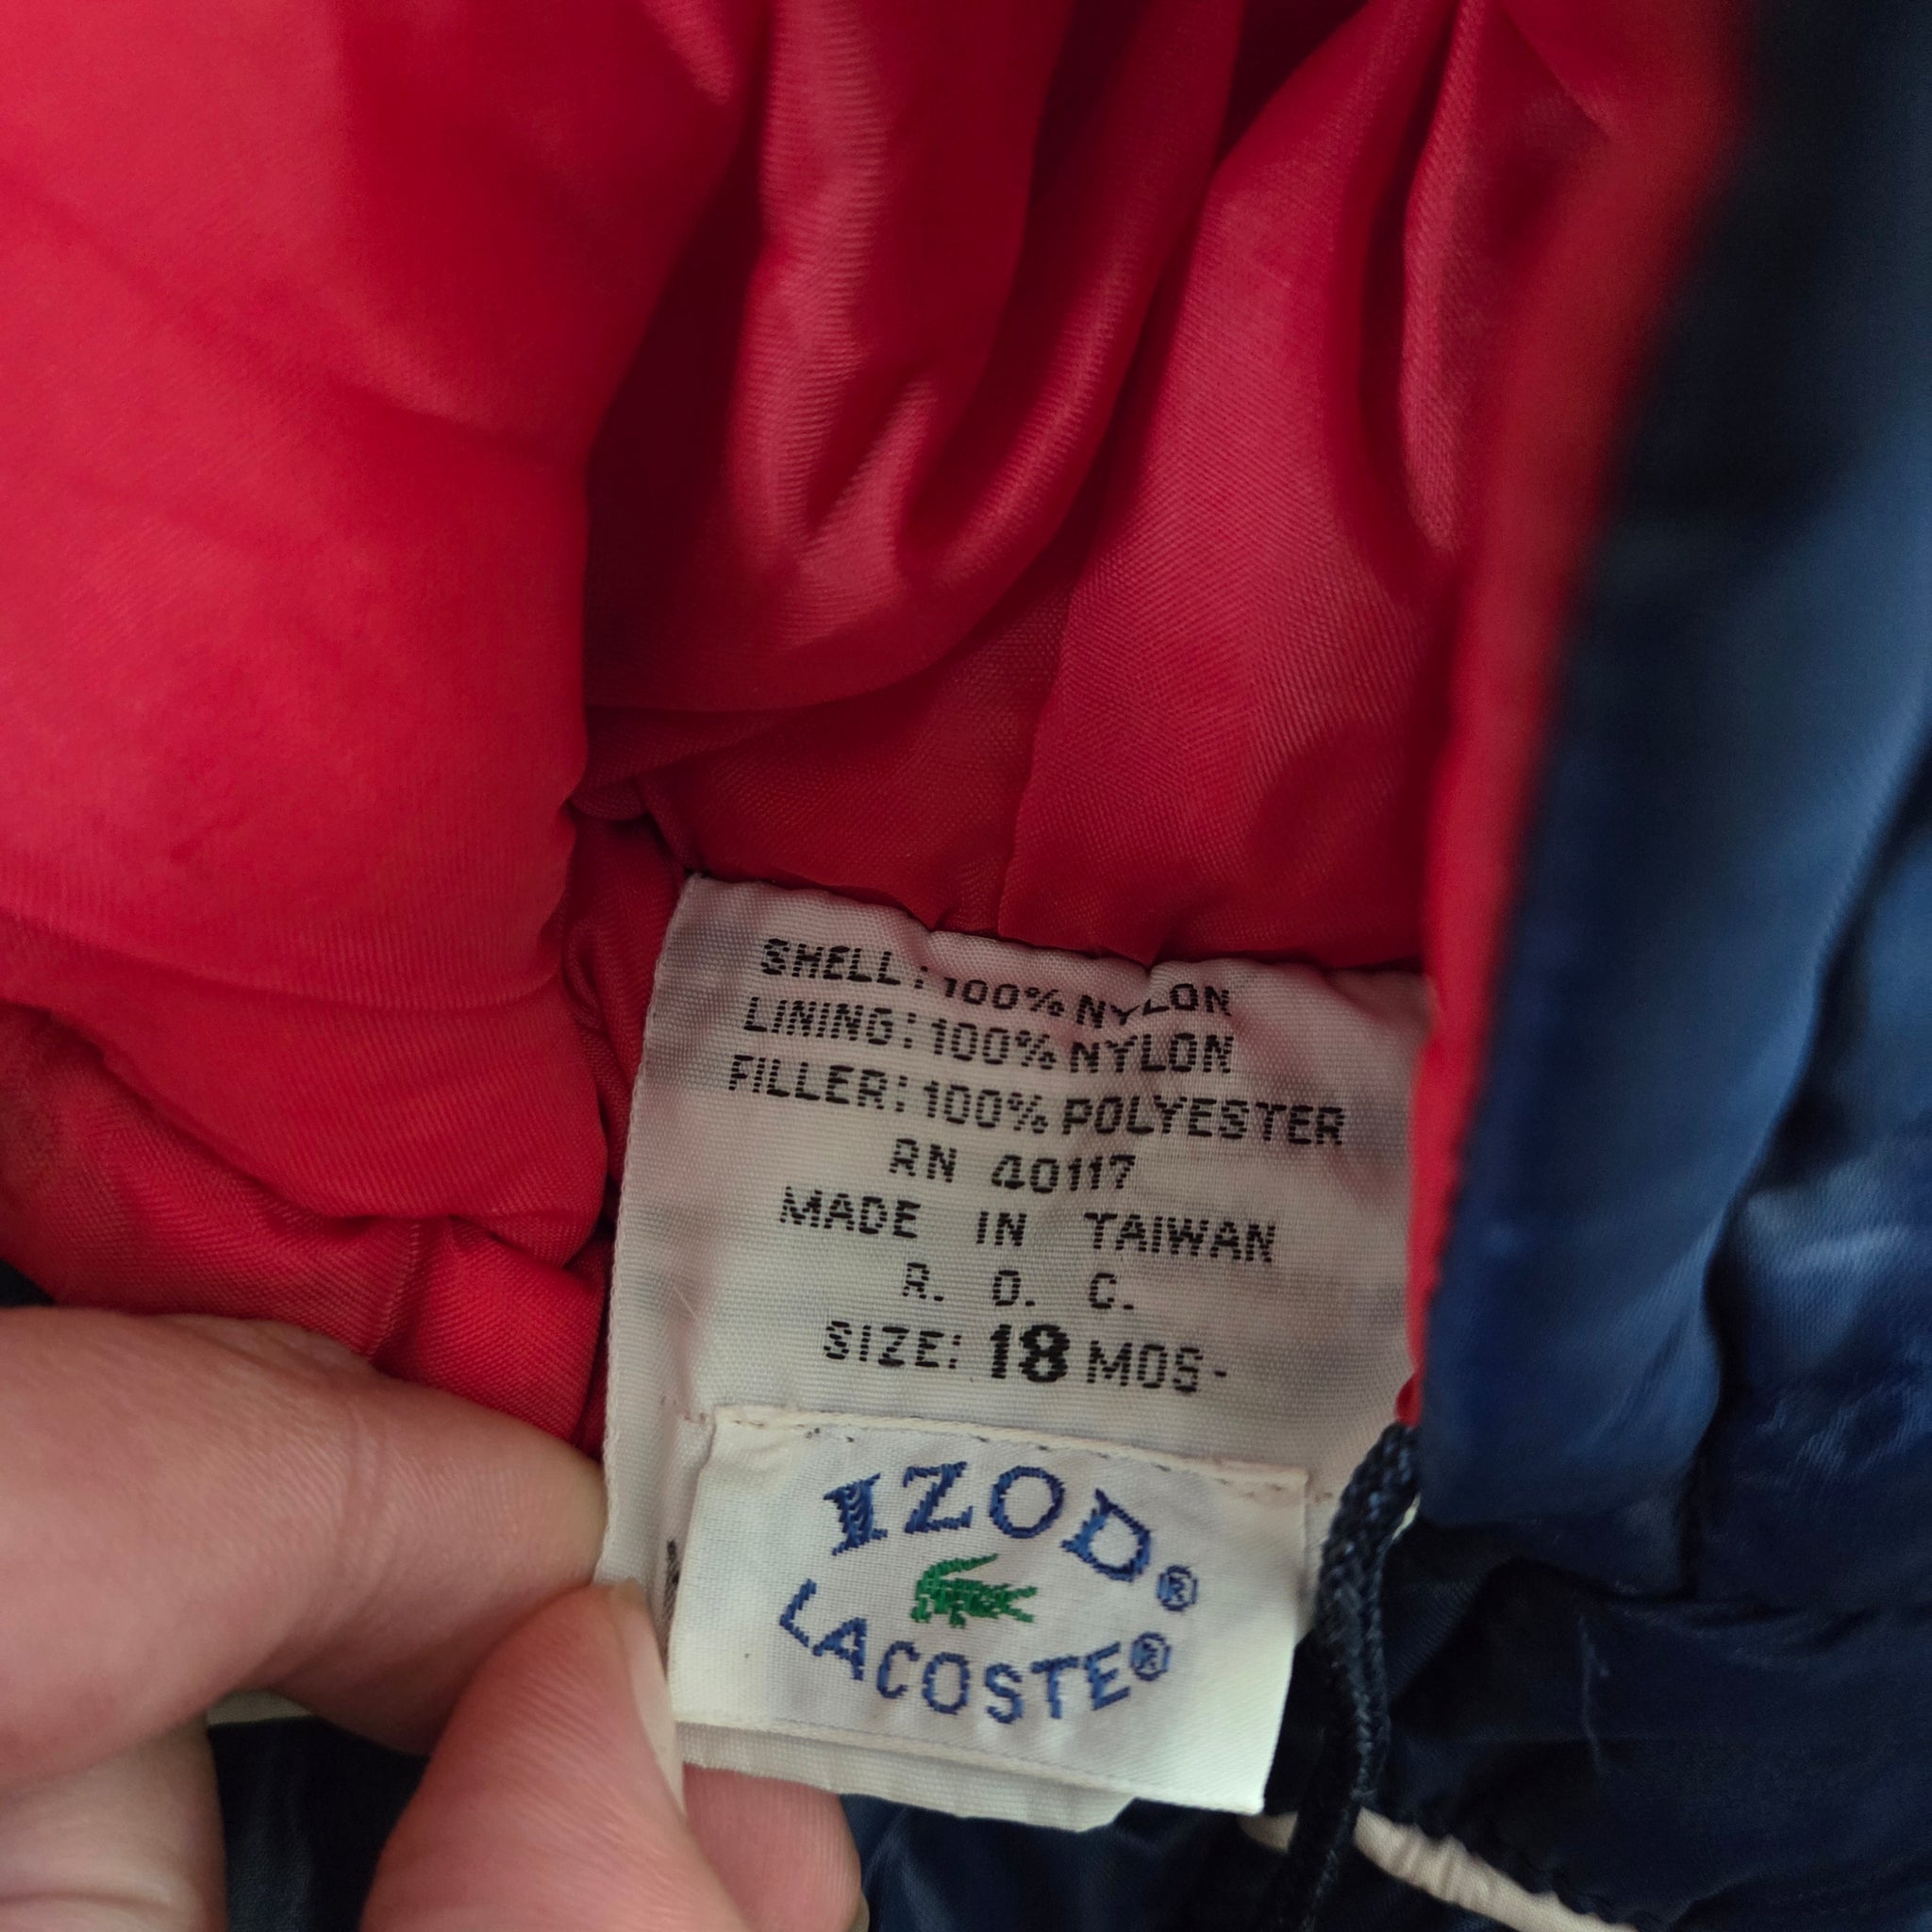 SHELL: 100% NYLON
LINING: 100% NYLON
FILLER: 100% POLYESTER
RN 40117
MADE IN TAIWAN
R. O. C.
SIZE: 18 MOS-
IZOD®
LACOSTE®